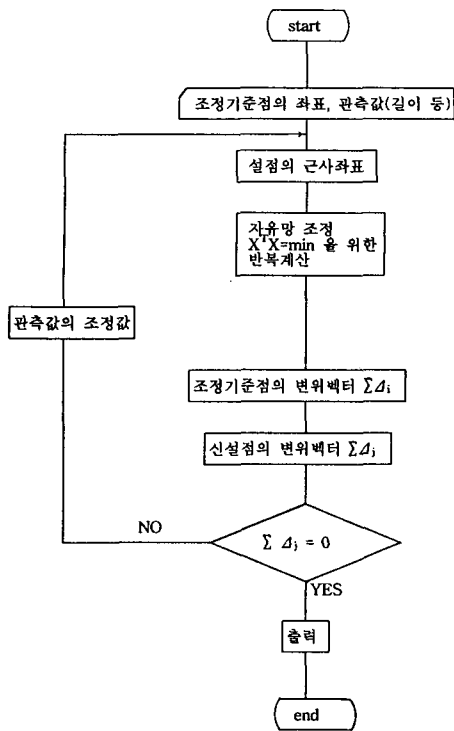 start
조정기준점의 좌표, 관측값(길이 등)
설점의 근사좌표
자유망 조정
XᵀX=min 을 위한
반복계산
관측값의 조정값
조정기준점의 변위벡터 ΣΔi
신설점의 변위벡터 ΣΔj
NO
Σ Δj = 0
YES
출력
end